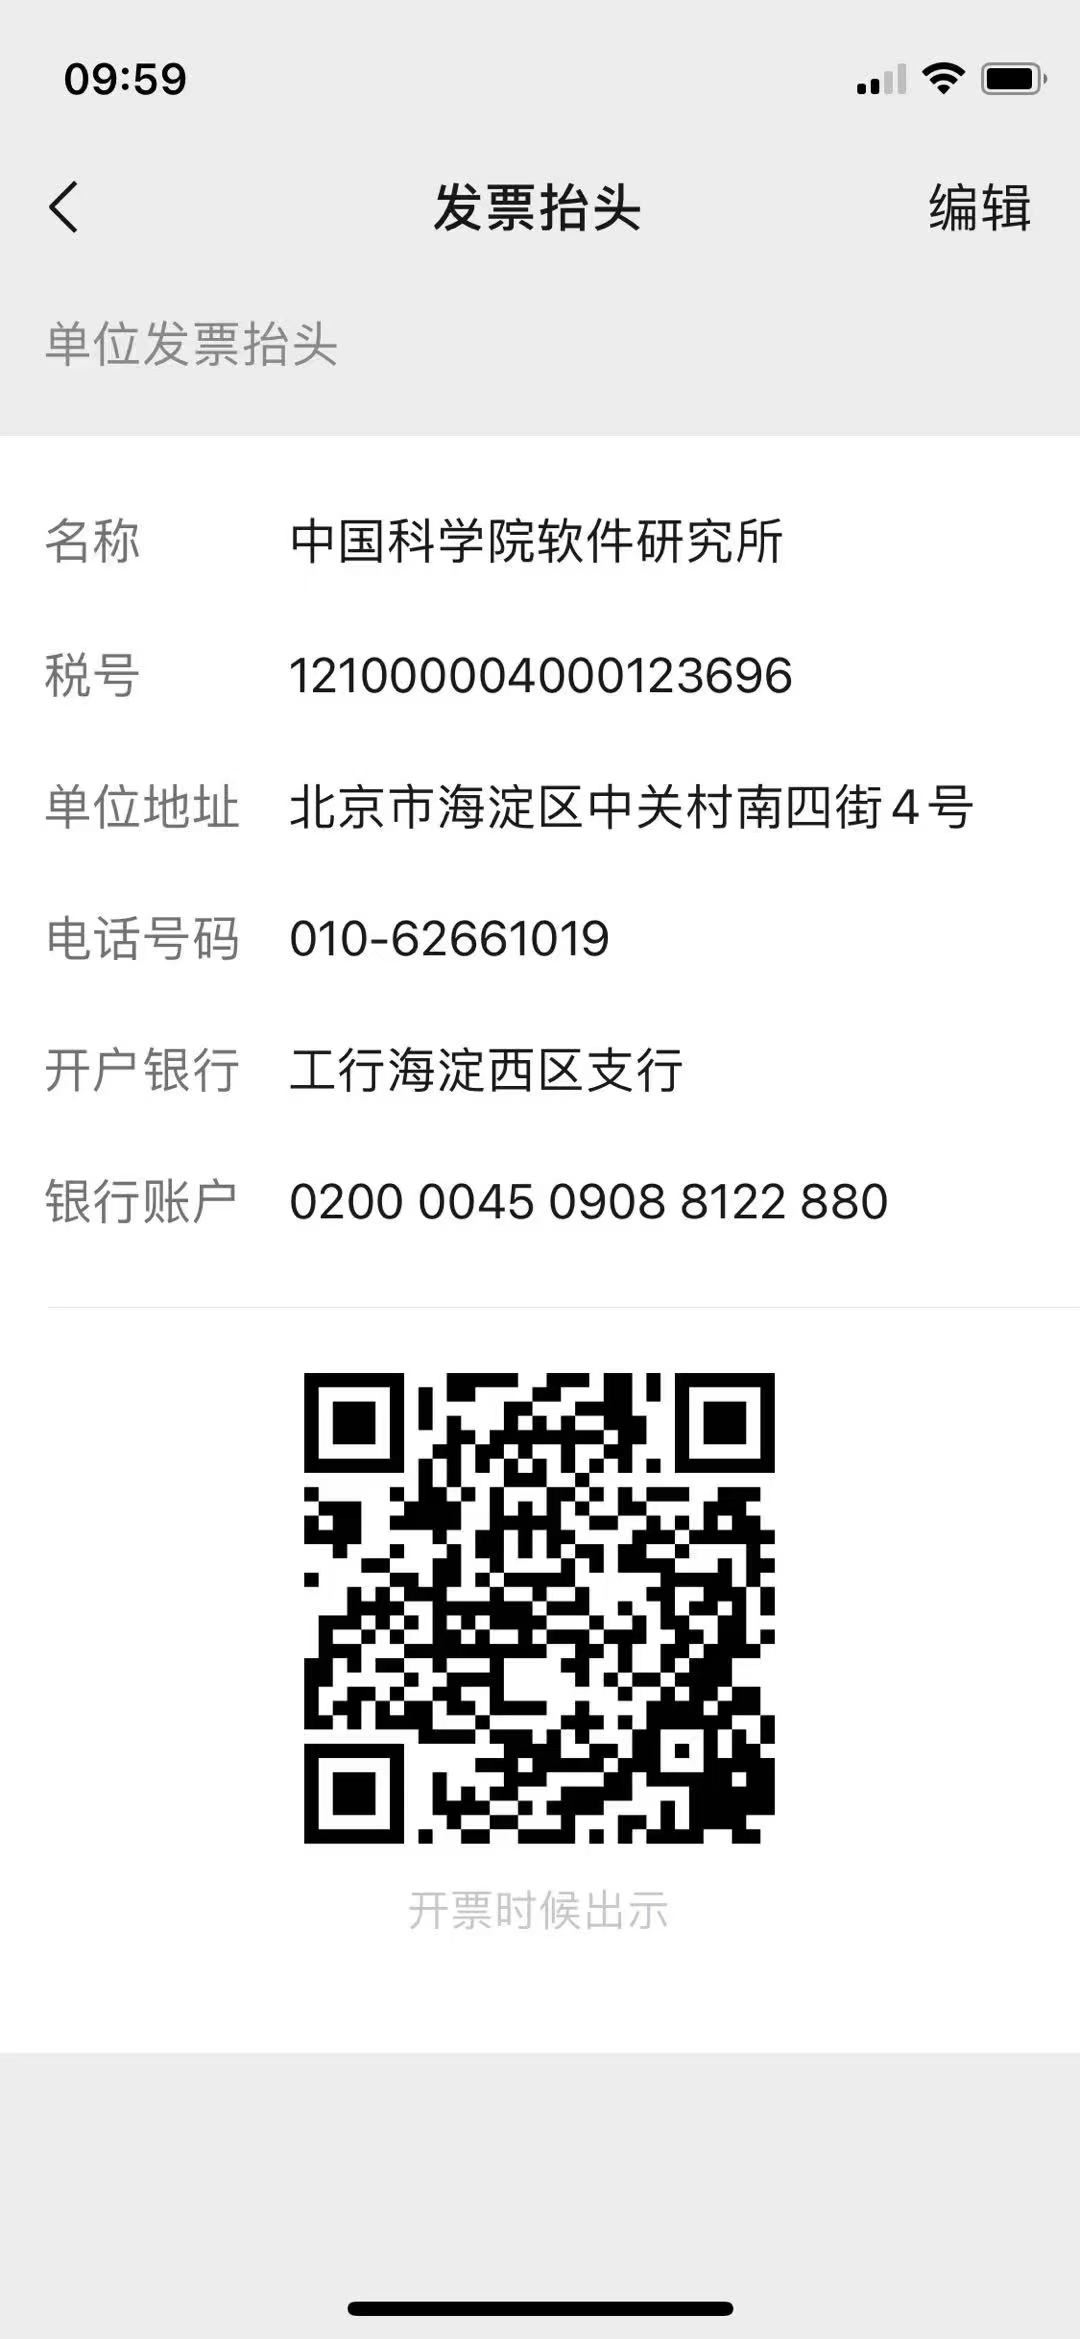 09:59
发票抬头
编辑
单位发票抬头
名称 中国科学院软件研究所
税号 121000004000123696
单位地址 北京市海淀区中关村南四街4号
电话号码 010-62661019
开户银行 工行海淀西区支行
银行账户 0200 0045 0908 8122 880
开票时候出示